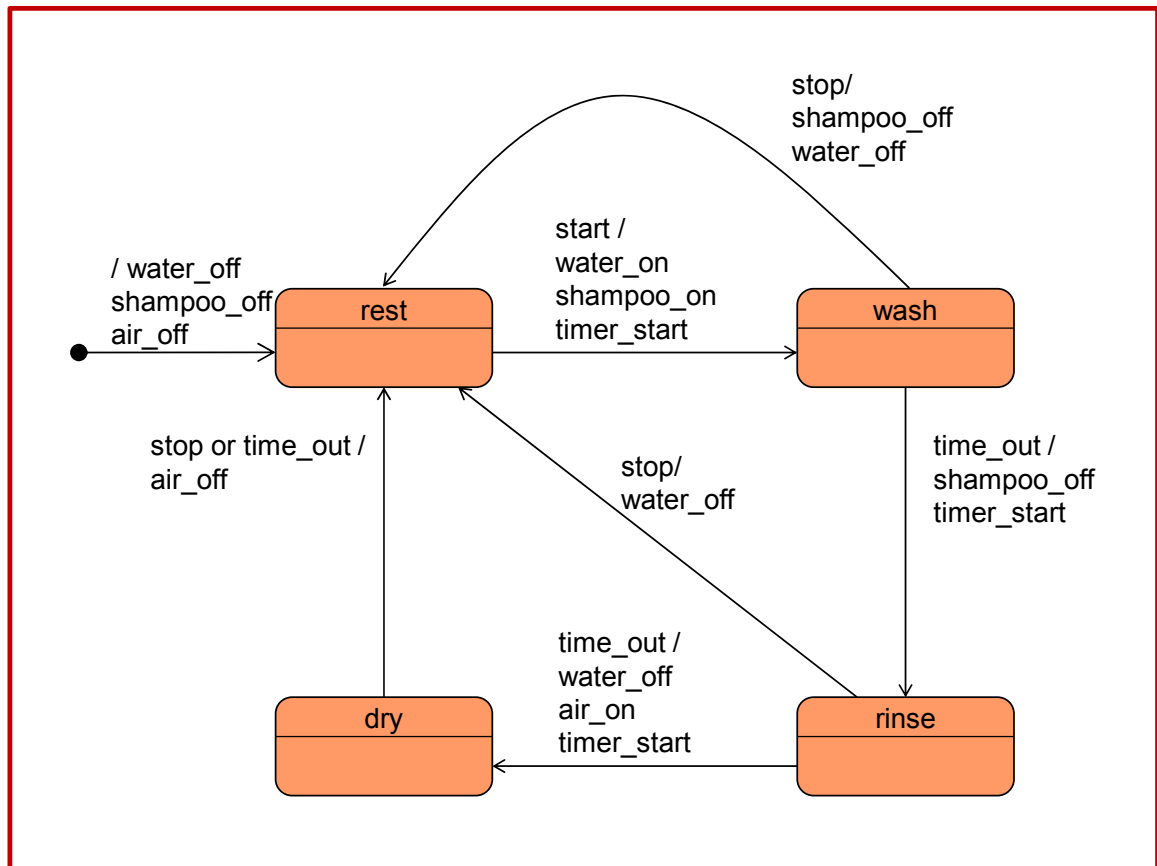 stop/
shampoo_off
water_off
start /
water_on
shampoo_on
timer_start
/ water_off
shampoo_off
air_off
rest
wash
stop or time_out /
air_off
stop/
water_off
time_out /
shampoo_off
timer_start
time_out /
water_off
air_on
timer_start
dry
rinse